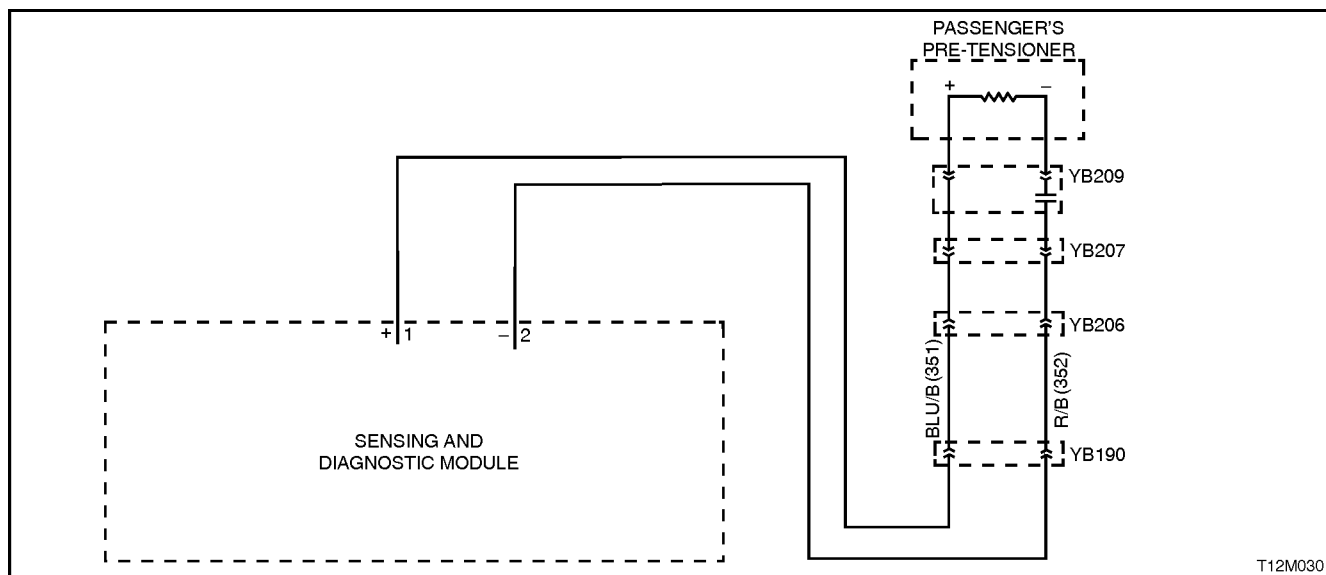 PASSENGER'S
PRE-TENSIONER
+ –
YB209
YB207
+ 1
– 2
YB206
BLU/B (351)
R/B (352)
SENSING AND
DIAGNOSTIC MODULE
YB190
T12M030